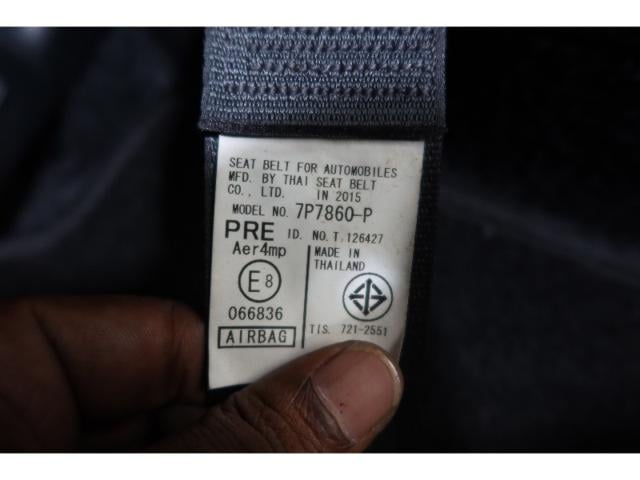 SEAT BELT FOR AUTOMOBILES
MFD. BY THAI SEAT BELT
CO., LTD. IN 2015
MODEL NO. 7P7860-P
PRE ID. NO. T.126427
Aer4mp
MADE IN
THAILAND
E8
066836
AIRBAG
TIS. 721-2551